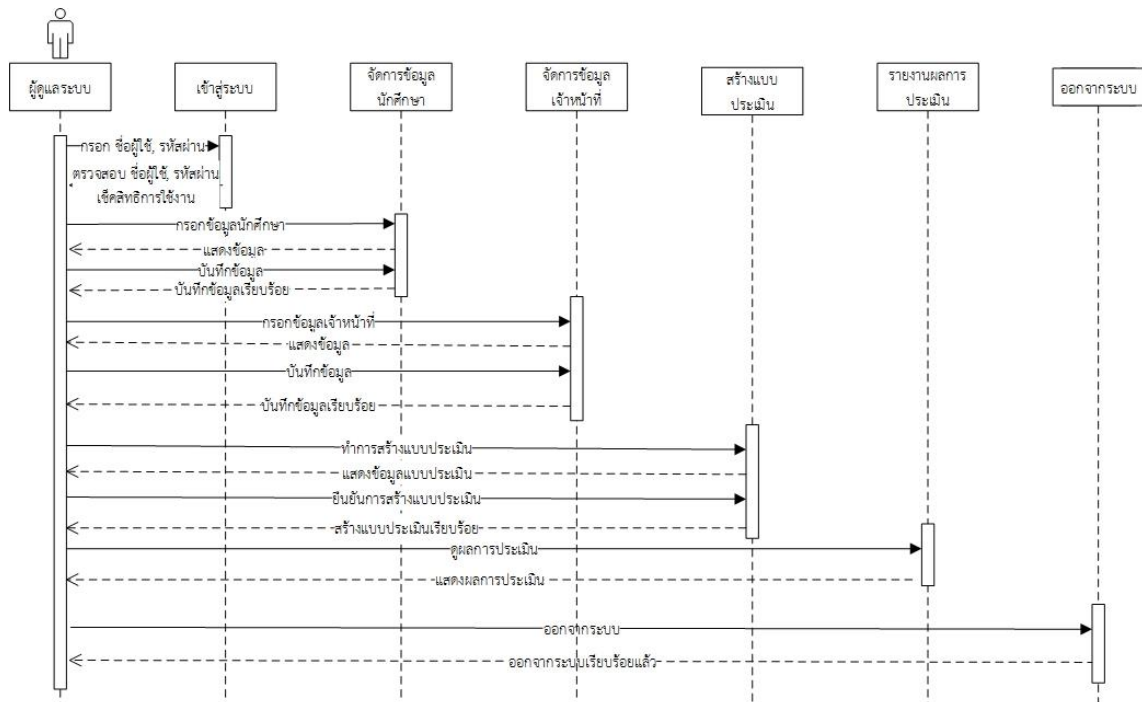 ผู้ดูแลระบบ
เข้าสู่ระบบ
จัดการข้อมูล
นักศึกษา
จัดการข้อมูล
เจ้าหน้าที่
สร้างแบบ
ประเมิน
รายงานผลการ
ประเมิน
ออกจากระบบ
กรอก ชื่อผู้ใช้, รหัสผ่าน
ตรวจสอบ ชื่อผู้ใช้, รหัสผ่าน
เช็คสิทธิการใช้งาน
กรอกข้อมูลนักศึกษา
แสดงข้อมูล
บันทึกข้อมูล
บันทึกข้อมูลเรียบร้อย
กรอกข้อมูลเจ้าหน้าที่
แสดงข้อมูล
บันทึกข้อมูล
บันทึกข้อมูลเรียบร้อย
ทำการสร้างแบบประเมิน
แสดงข้อมูลแบบประเมิน
ยืนยันการสร้างแบบประเมิน
สร้างแบบประเมินเรียบร้อย
ดูผลการประเมิน
แสดงผลการประเมิน
ออกจากระบบ
ออกจากระบบเรียบร้อยแล้ว